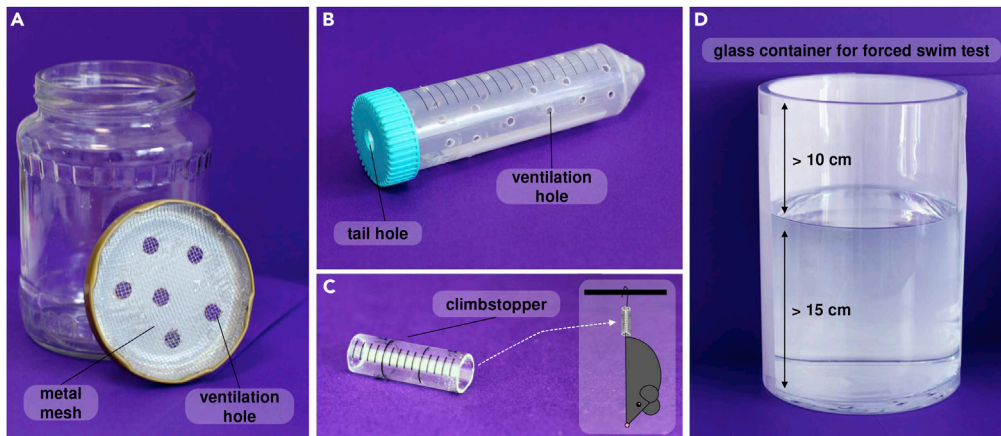 A
metal
mesh
ventilation
hole
B
ventilation
hole
tail hole
C
climbstopper
D
glass container for forced swim test
> 10 cm
> 15 cm